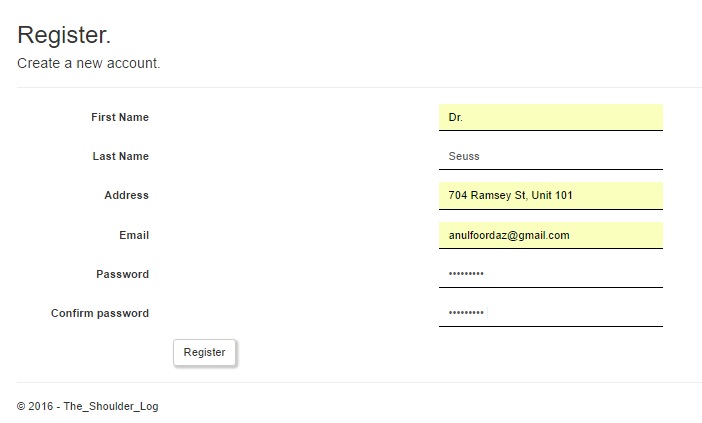 Register.
Create a new account.
First Name Dr.
Last Name Seuss
Address 704 Ramsey St, Unit 101
Email anulfoordaz@gmail.com
Password •••••••••
Confirm password •••••••••
Register
© 2016 - The_Shoulder_Log